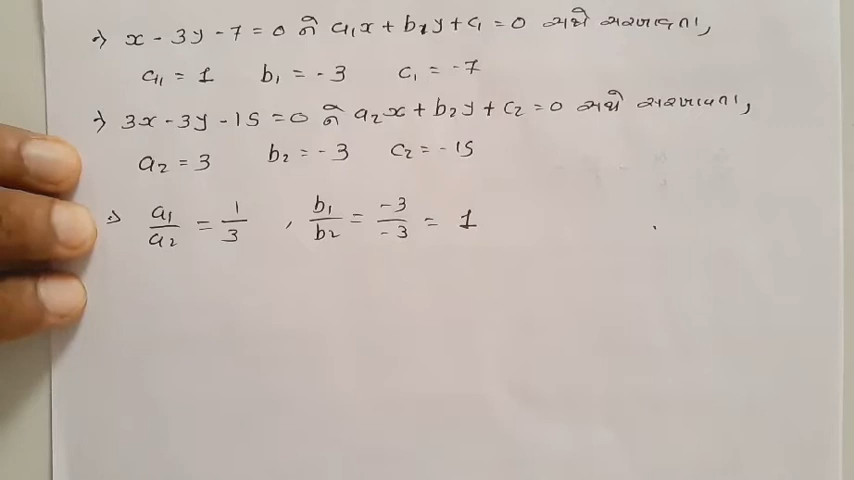 ⇒ x - 3y - 7 = 0 ને a₁x + b₁y + c₁ = 0 સાથે સરખાવતા,
a₁ = 1 b₁ = - 3 c₁ = -7
⇒ 3x - 3y - 15 = 0 ને a₂x + b₂y + c₂ = 0 સાથે સરખાવતા,
a₂ = 3 b₂ = - 3 c₂ = - 15
⇒ a₁/a₂ = 1/3 , b₁/b₂ = -3/-3 = 1